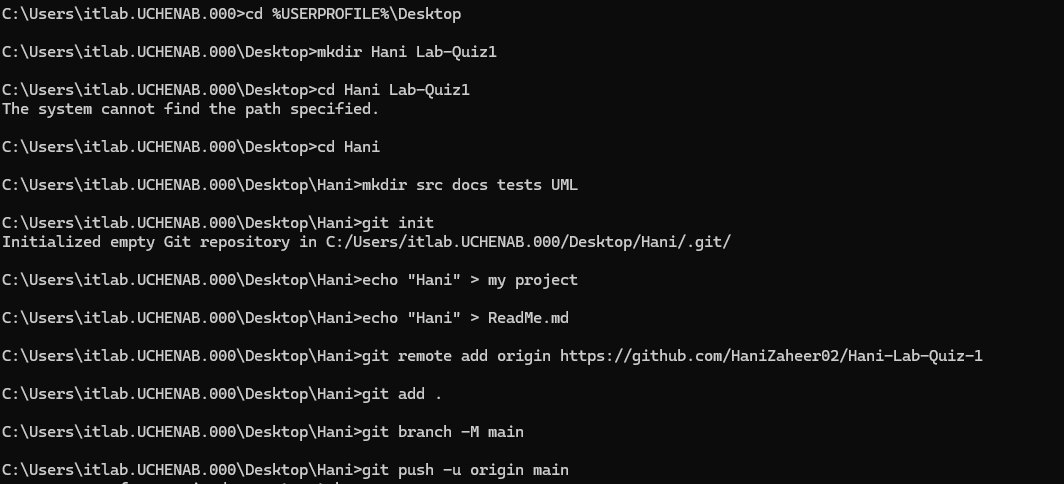 C:\Users\itlab.UCHENAB.000>cd %USERPROFILE%\Desktop
C:\Users\itlab.UCHENAB.000\Desktop>mkdir Hani Lab-Quiz1
C:\Users\itlab.UCHENAB.000\Desktop>cd Hani Lab-Quiz1
The system cannot find the path specified.
C:\Users\itlab.UCHENAB.000\Desktop>cd Hani
C:\Users\itlab.UCHENAB.000\Desktop\Hani>mkdir src docs tests UML
C:\Users\itlab.UCHENAB.000\Desktop\Hani>git init
Initialized empty Git repository in C:/Users/itlab.UCHENAB.000/Desktop/Hani/.git/
C:\Users\itlab.UCHENAB.000\Desktop\Hani>echo "Hani" > my project
C:\Users\itlab.UCHENAB.000\Desktop\Hani>echo "Hani" > ReadMe.md
C:\Users\itlab.UCHENAB.000\Desktop\Hani>git remote add origin https://github.com/HaniZaheer02/Hani-Lab-Quiz-1
C:\Users\itlab.UCHENAB.000\Desktop\Hani>git add .
C:\Users\itlab.UCHENAB.000\Desktop\Hani>git branch -M main
C:\Users\itlab.UCHENAB.000\Desktop\Hani>git push -u origin main